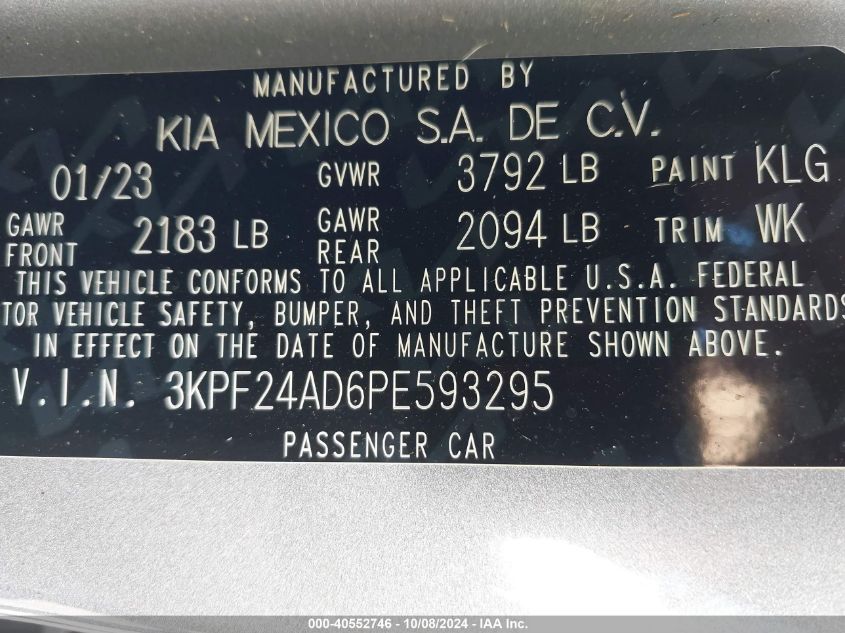 MANUFACTURED BY
KIA MEXICO S.A. DE C.V.
01/23 GVWR 3792 LB PAINT KLG
GAWR FRONT 2183 LB GAWR REAR 2094 LB TRIM WK
THIS VEHICLE CONFORMS TO ALL APPLICABLE U.S.A. FEDERAL
TOR VEHICLE SAFETY, BUMPER, AND THEFT PREVENTION STANDARDS
IN EFFECT ON THE DATE OF MANUFACTURE SHOWN ABOVE.
V.I.N. 3KPF24AD6PE593295
PASSENGER CAR
000-40552746 - 10/08/2024 - IAA Inc.